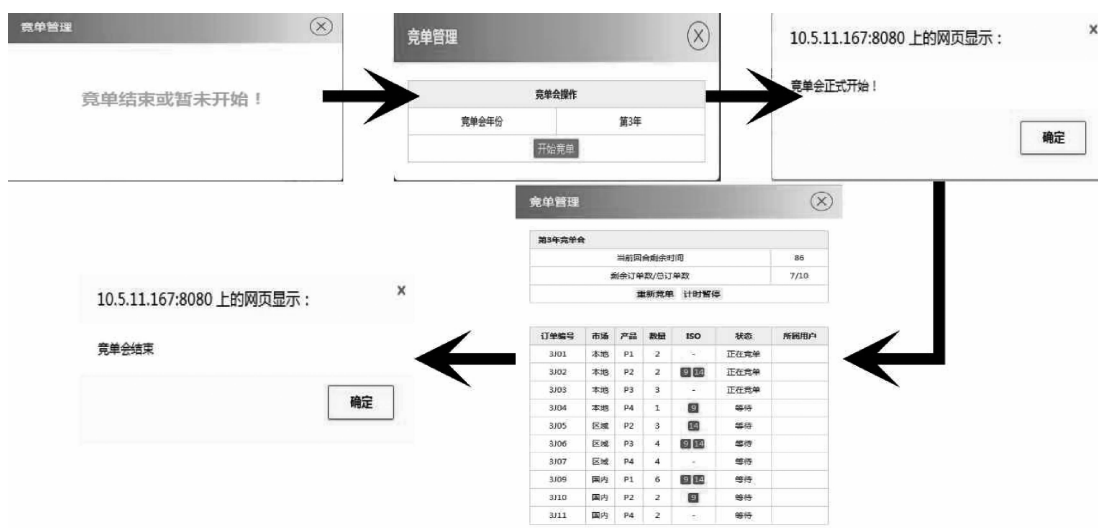 竞单管理
竞单结束或暂未开始！
竞单管理
竞单会操作
竞单会年份 第3年
开始竞单
10.5.11.167:8080 上的网页显示：
竞单会正式开始！
确定
竞单管理
第3年竞单会
当前回合剩余时间 86
剩余订单数/总订单数 7/10
重新竞单 计时暂停
订单编号 市场 产品 数量 ISO 状态 所属用户
3J01 本地 P1 2 - 正在竞单
3J02 本地 P2 2 9 14 正在竞单
3J03 本地 P3 3 - 正在竞单
3J04 本地 P4 1 9 等待
3J05 区域 P2 3 14 等待
3J06 区域 P3 4 9 14 等待
3J07 区域 P4 4 - 等待
3J09 国内 P1 6 9 14 等待
3J10 国内 P2 2 9 等待
3J11 国内 P4 2 - 等待
10.5.11.167:8080 上的网页显示：
竞单会结束
确定